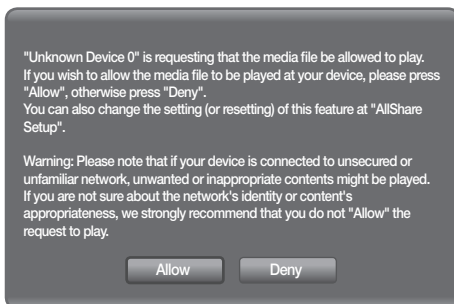 "Unknown Device 0" is requesting that the media file be allowed to play.
If you wish to allow the media file to be played at your device, please press
"Allow", otherwise press "Deny".
You can also change the setting (or resetting) of this feature at "AllShare
Setup".
Warning: Please note that if your device is connected to unsecured or
unfamiliar network, unwanted or inappropriate contents might be played.
If you are not sure about the network's identity or content's
appropriateness, we strongly recommend that you do not "Allow" the
request to play.
Allow Deny